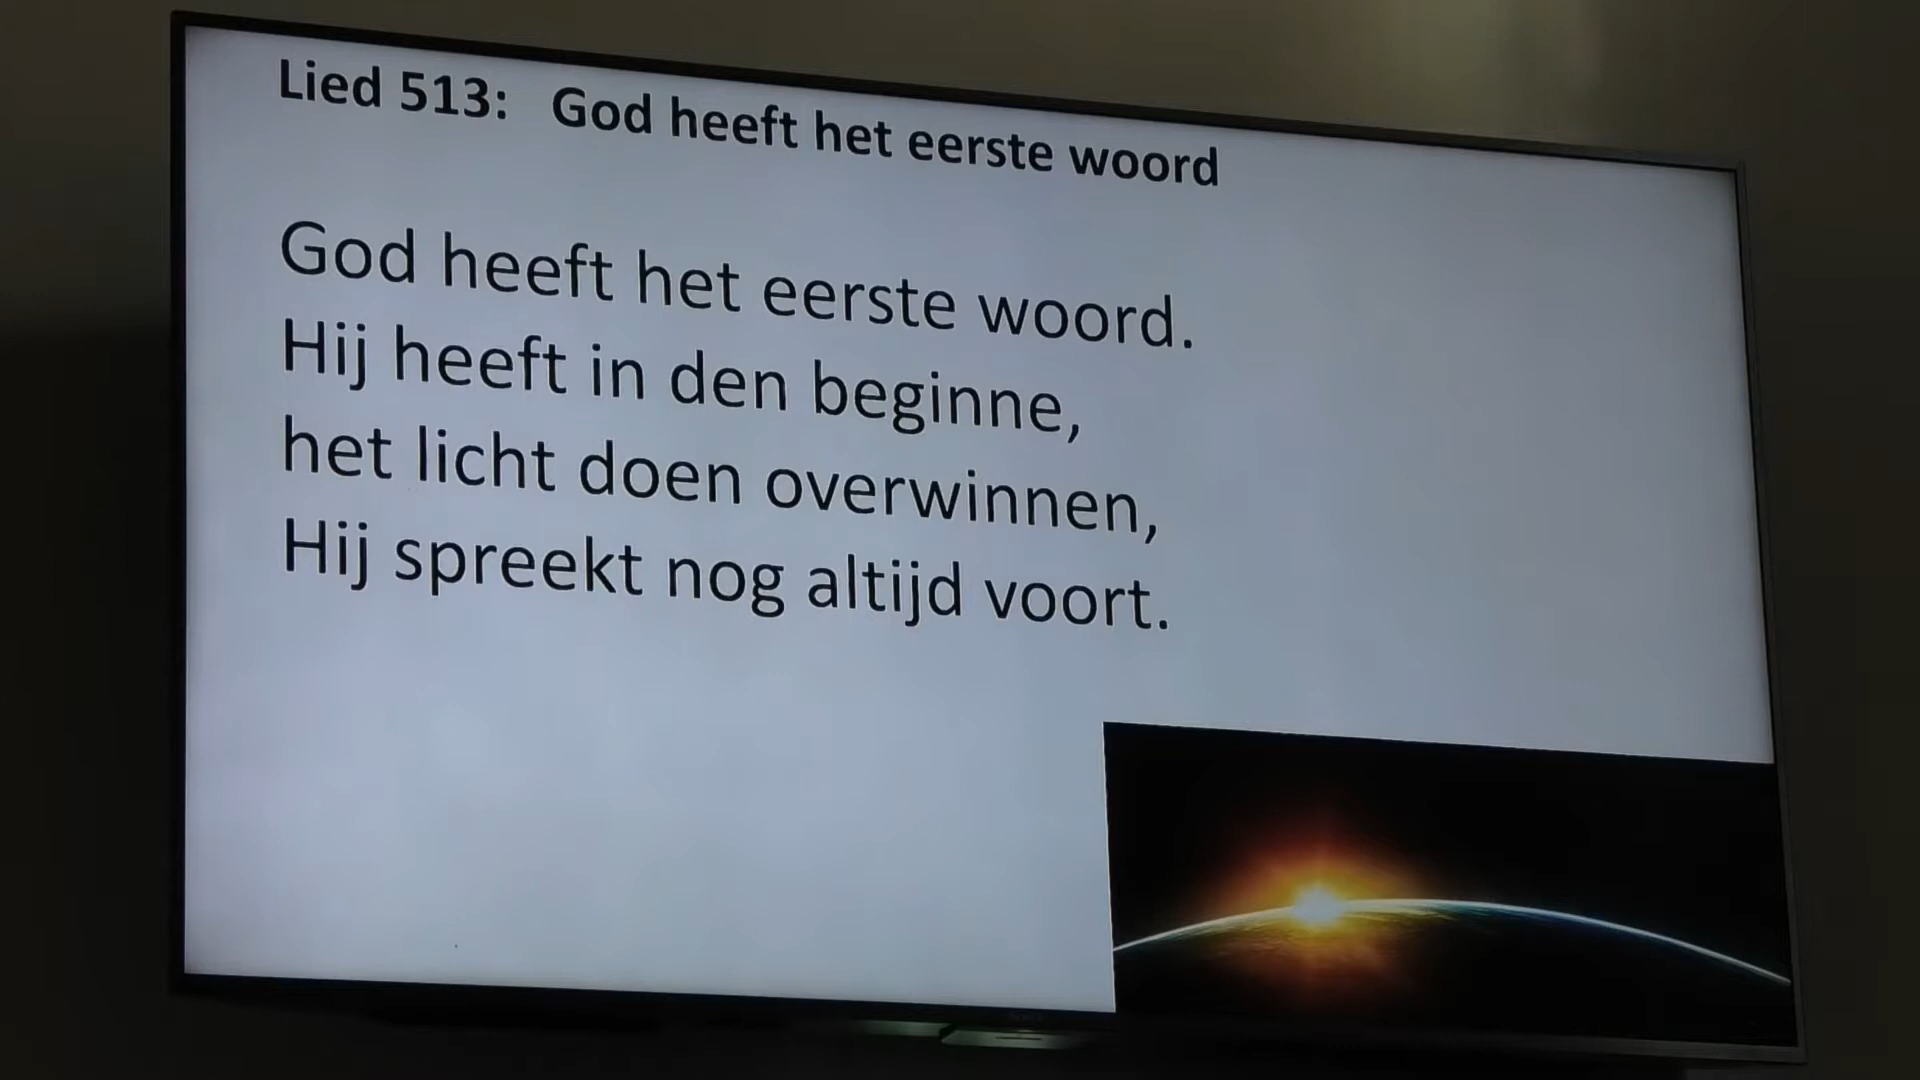 Lied 513: God heeft het eerste woord
God heeft het eerste woord.
Hij heeft in den beginne,
het licht doen overwinnen,
Hij spreekt nog altijd voort.